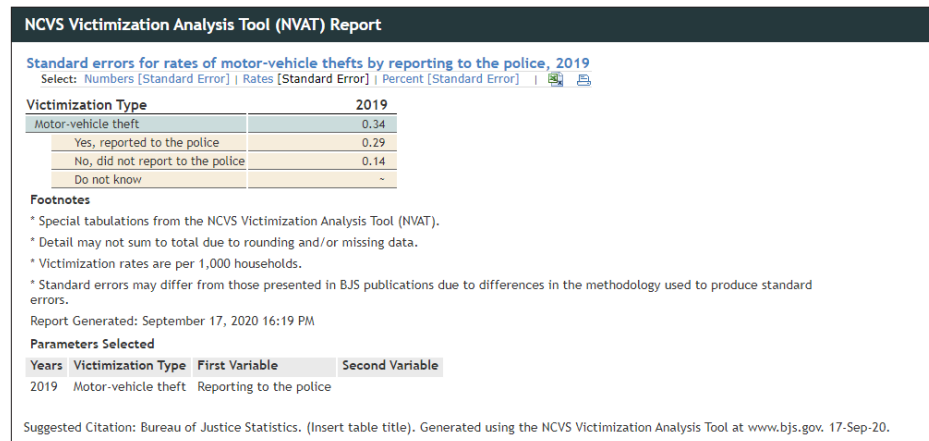 NCVS Victimization Analysis Tool (NVAT) Report
Standard errors for rates of motor-vehicle thefts by reporting to the police, 2019
Select: Numbers [Standard Error] | Rates [Standard Error] | Percent [Standard Error] |
Victimization Type 2019
Motor-vehicle theft 0.34
Yes, reported to the police 0.29
No, did not report to the police 0.14
Do not know ~
Footnotes
* Special tabulations from the NCVS Victimization Analysis Tool (NVAT).
* Detail may not sum to total due to rounding and/or missing data.
* Victimization rates are per 1,000 households.
* Standard errors may differ from those presented in BJS publications due to differences in the methodology used to produce standard
errors.
Report Generated: September 17, 2020 16:19 PM
Parameters Selected
Years Victimization Type First Variable Second Variable
2019 Motor-vehicle theft Reporting to the police
Suggested Citation: Bureau of Justice Statistics. (Insert table title). Generated using the NCVS Victimization Analysis Tool at www.bjs.gov. 17-Sep-20.